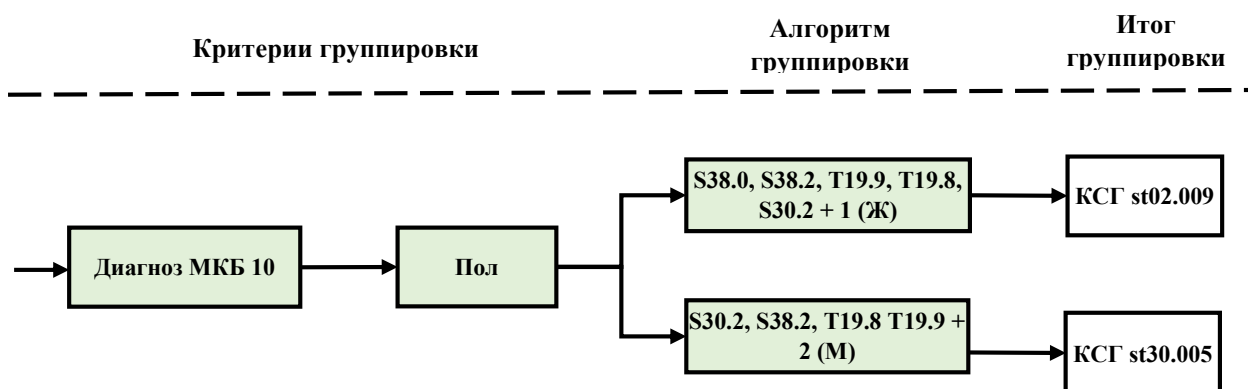 Критерии группировки
Алгоритм
группировки
Итог
группировки
S38.0, S38.2, T19.9, T19.8,
S30.2 + 1 (Ж)
КСГ st02.009
Диагноз МКБ 10
Пол
S30.2, S38.2, T19.8 T19.9 +
2 (М)
КСГ st30.005